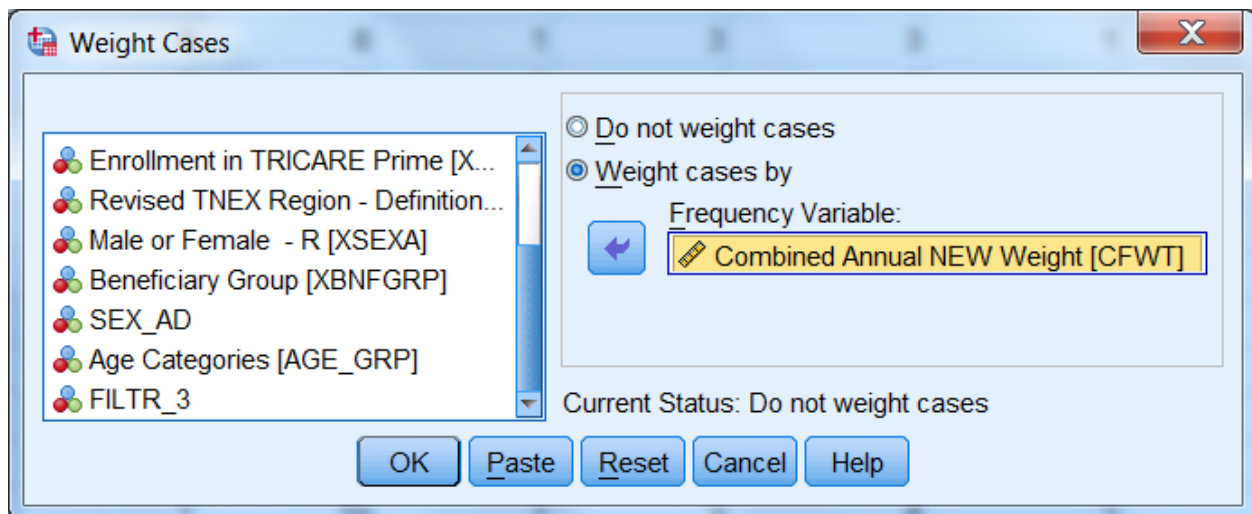 Weight Cases
Enrollment in TRICARE Prime [X...
Revised TNEX Region - Definition...
Male or Female - R [XSEXA]
Beneficiary Group [XBNFGRP]
SEX_AD
Age Categories [AGE_GRP]
FILTR_3
Do not weight cases
Weight cases by
Frequency Variable:
Combined Annual NEW Weight [CFWT]
Current Status: Do not weight cases
OK Paste Reset Cancel Help